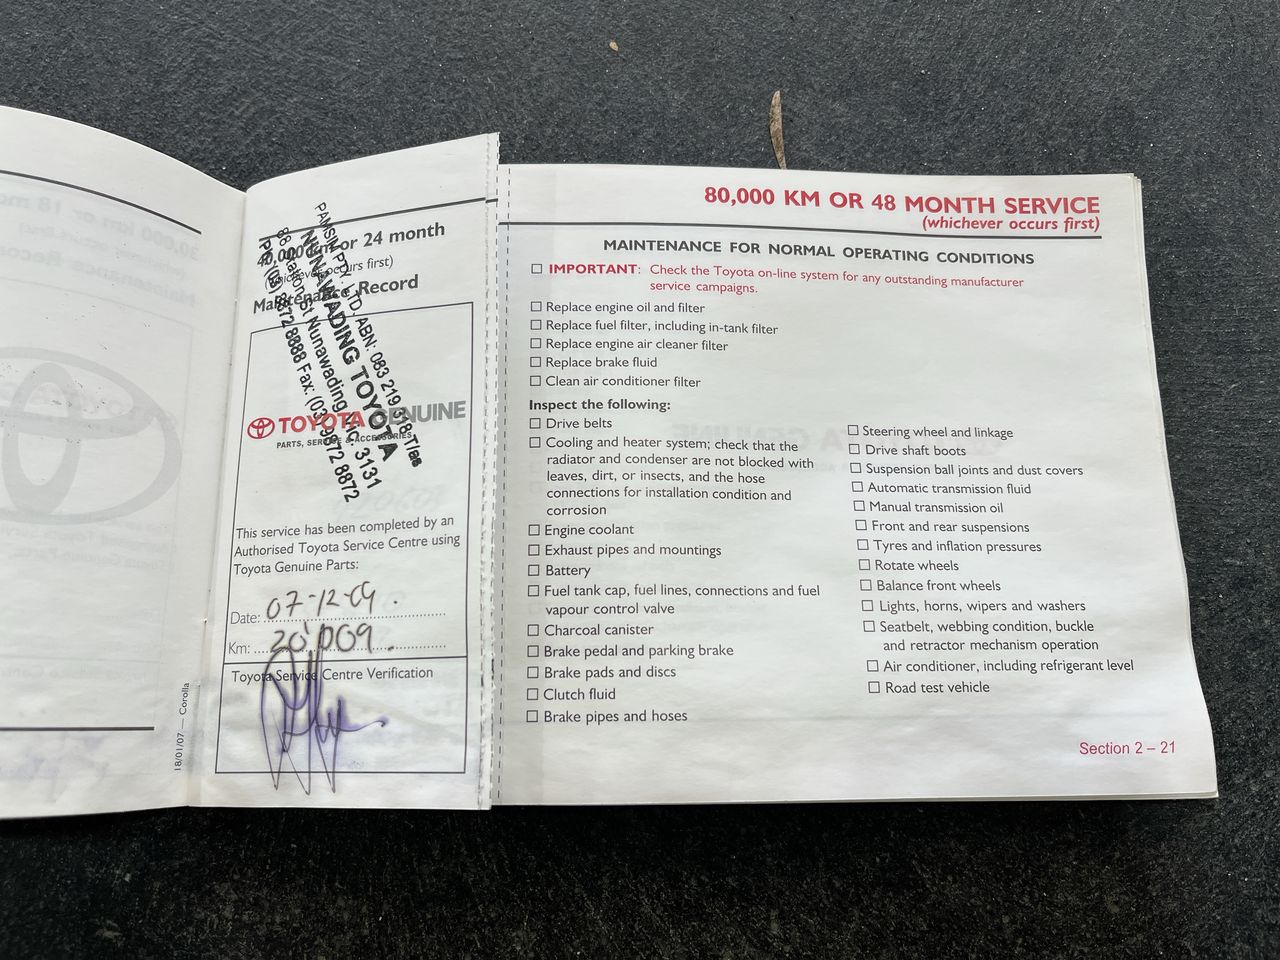 40,000 km or 24 month
(whichever occurs first)
Maintenance Record
PANSIN PTY. LTD. ABN: 083 219 318 T/as
NUNAWADING TOYOTA
Nunawading VIC. 3131
Ph: (03) 9872 8888 Fax: (03) 9872 8872
TOYOTA GENUINE
PARTS, SERVICE & ACCESSORIES
This service has been completed by an
Authorised Toyota Service Centre using
Toyota Genuine Parts:
Date: 07-12-09.
Km: 20'009.
Toyota Service Centre Verification
18/01/07 — Corolla
80,000 KM OR 48 MONTH SERVICE
(whichever occurs first)
MAINTENANCE FOR NORMAL OPERATING CONDITIONS
IMPORTANT: Check the Toyota on-line system for any outstanding manufacturer
service campaigns.
Replace engine oil and filter
Replace fuel filter, including in-tank filter
Replace engine air cleaner filter
Replace brake fluid
Clean air conditioner filter
Inspect the following:
Drive belts
Cooling and heater system; check that the
radiator and condenser are not blocked with
leaves, dirt, or insects, and the hose
connections for installation condition and
corrosion
Engine coolant
Exhaust pipes and mountings
Battery
Fuel tank cap, fuel lines, connections and fuel
vapour control valve
Charcoal canister
Brake pedal and parking brake
Brake pads and discs
Clutch fluid
Brake pipes and hoses
Steering wheel and linkage
Drive shaft boots
Suspension ball joints and dust covers
Automatic transmission fluid
Manual transmission oil
Front and rear suspensions
Tyres and inflation pressures
Rotate wheels
Balance front wheels
Lights, horns, wipers and washers
Seatbelt, webbing condition, buckle
and retractor mechanism operation
Air conditioner, including refrigerant level
Road test vehicle
Section 2 – 21